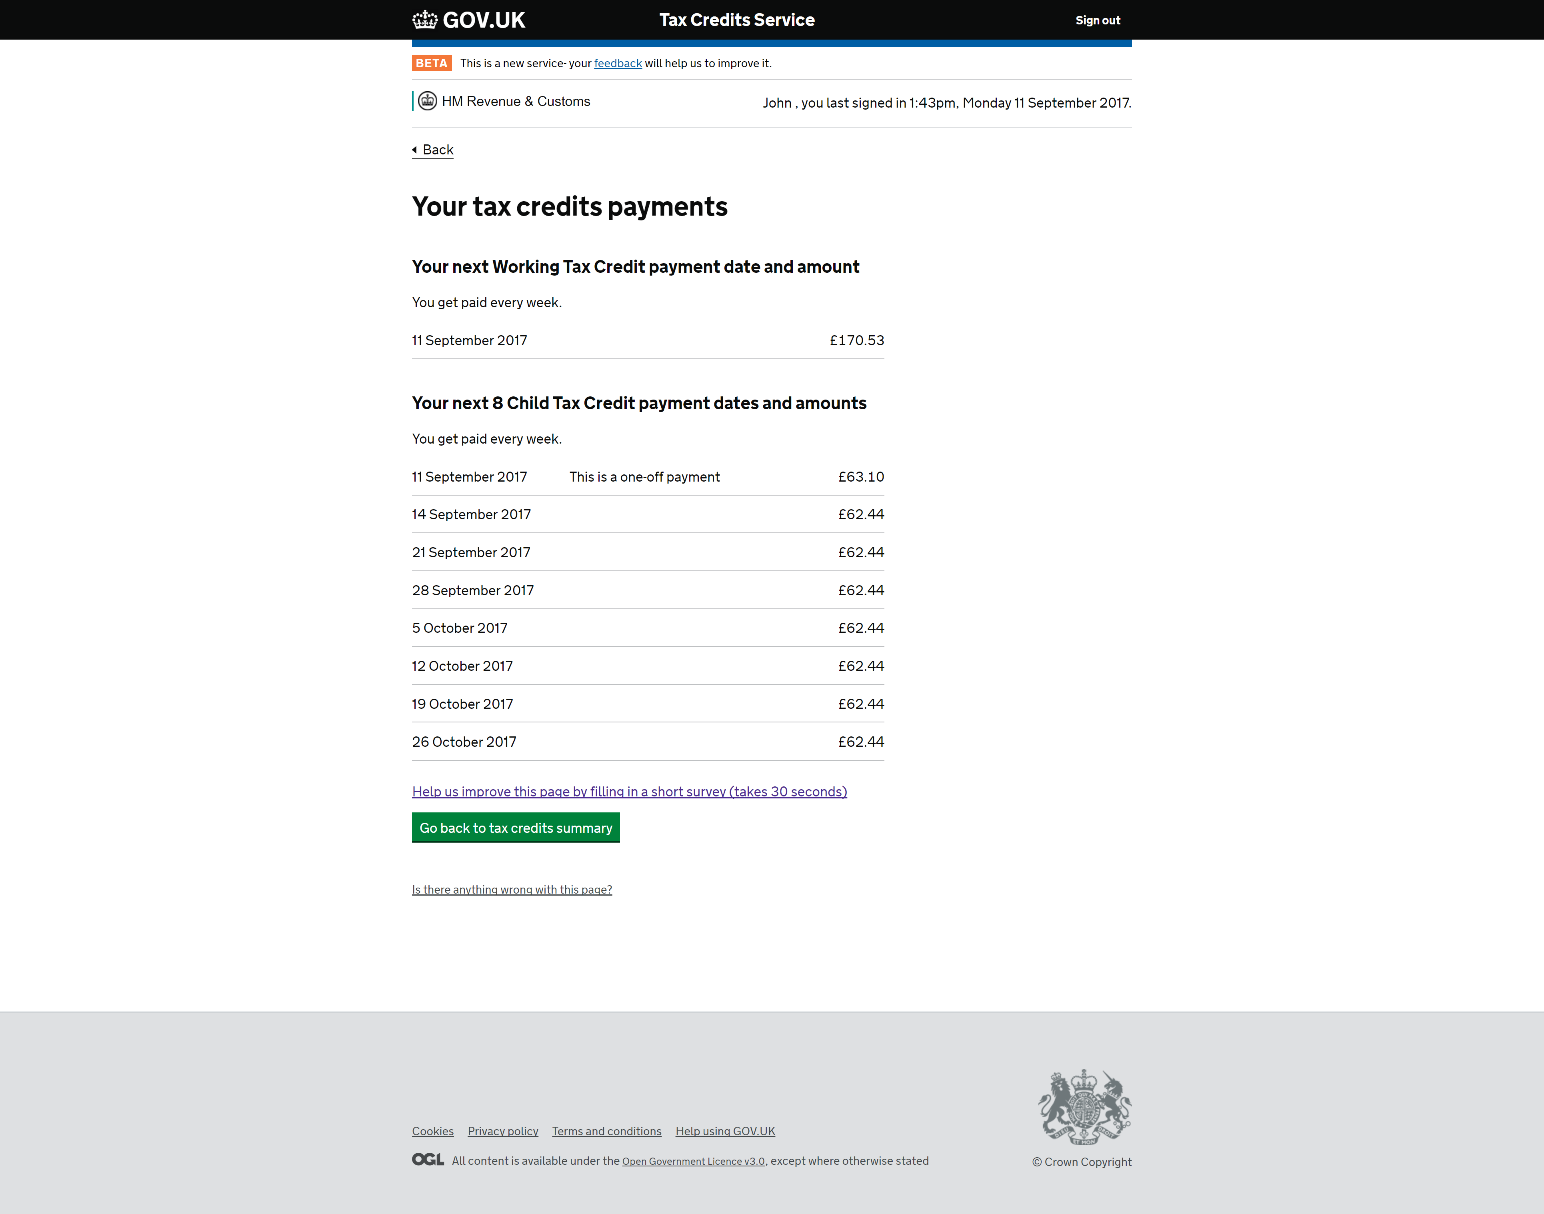 GOV.UK Tax Credits Service Sign out
BETA This is a new service- your feedback will help us to improve it.
HM Revenue & Customs John , you last signed in 1:43pm, Monday 11 September 2017.
Back
Your tax credits payments
Your next Working Tax Credit payment date and amount
You get paid every week.
11 September 2017 £170.53
Your next 8 Child Tax Credit payment dates and amounts
You get paid every week.
11 September 2017 This is a one-off payment £63.10
14 September 2017 £62.44
21 September 2017 £62.44
28 September 2017 £62.44
5 October 2017 £62.44
12 October 2017 £62.44
19 October 2017 £62.44
26 October 2017 £62.44
Help us improve this page by filling in a short survey (takes 30 seconds)
Go back to tax credits summary
Is there anything wrong with this page?
Cookies Privacy policy Terms and conditions Help using GOV.UK
OGL All content is available under the Open Government Licence v3.0, except where otherwise stated
© Crown Copyright